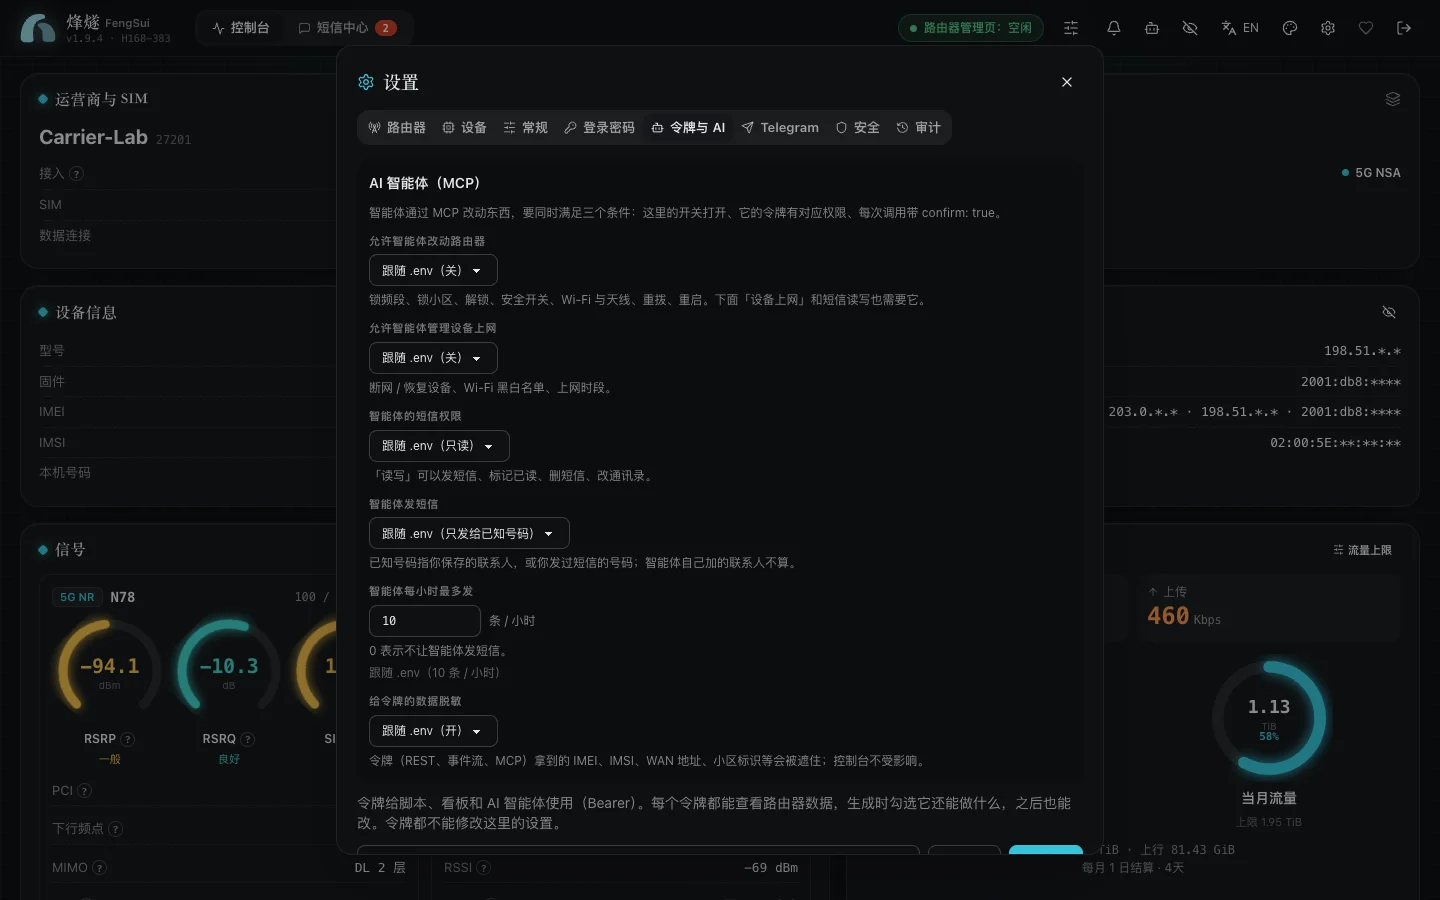 烽燧 FengSui
v1.9.4 · H168-383
控制台
短信中心 2
路由器管理页：空闲
EN
设置
路由器
设备
常规
登录密码
令牌与 AI
Telegram
安全
审计
AI 智能体（MCP）
智能体通过 MCP 改动东西，要同时满足三个条件：这里的开关打开、它的令牌有对应权限、每次调用带 confirm: true。
允许智能体改动路由器
跟随 .env（关）
锁频段、锁小区、解锁、安全开关、Wi-Fi 与天线、重拨、重启。下面「设备上网」和短信读写也需要它。
允许智能体管理设备上网
跟随 .env（关）
断网 / 恢复设备、Wi-Fi 黑白名单、上网时段。
智能体的短信权限
跟随 .env（只读）
「读写」可以发短信、标记已读、删短信、改通讯录。
智能体发短信
跟随 .env（只发给已知号码）
已知号码指你保存的联系人，或你发过短信的号码；智能体自己加的联系人不算。
智能体每小时最多发
10 条 / 小时
0 表示不让智能体发短信。
跟随 .env（10 条 / 小时）
给令牌的数据脱敏
跟随 .env（开）
令牌（REST、事件流、MCP）拿到的 IMEI、IMSI、WAN 地址、小区标识等会被遮住；控制台不受影响。
令牌给脚本、看板和 AI 智能体使用（Bearer）。每个令牌都能查看路由器数据，生成时勾选它还能做什么，之后也能
改。令牌都不能修改这里的设置。
运营商与 SIM
Carrier-Lab 27201
接入 ?
SIM
数据连接
5G NSA
设备信息
型号
固件
IMEI
IMSI
本机号码
198.51.*.*
2001:db8:****
203.0.*.* · 198.51.*.* · 2001:db8:****
02:00:5E:**:**:**
信号
5G NR N78
100 /
-94.1
dBm
RSRP ?
一般
-10.3
dB
RSRQ ?
良好
1
SI
PCI ?
下行频点 ?
MIMO ?
DL 2 层
RSSI ?
-69 dBm
流量上限
↑ 上传
460 Kbps
1.13
TiB
58%
当月流量
上限 1.95 TiB
TiB · 上行 81.43 GiB
每月 1 日结算 · 4天